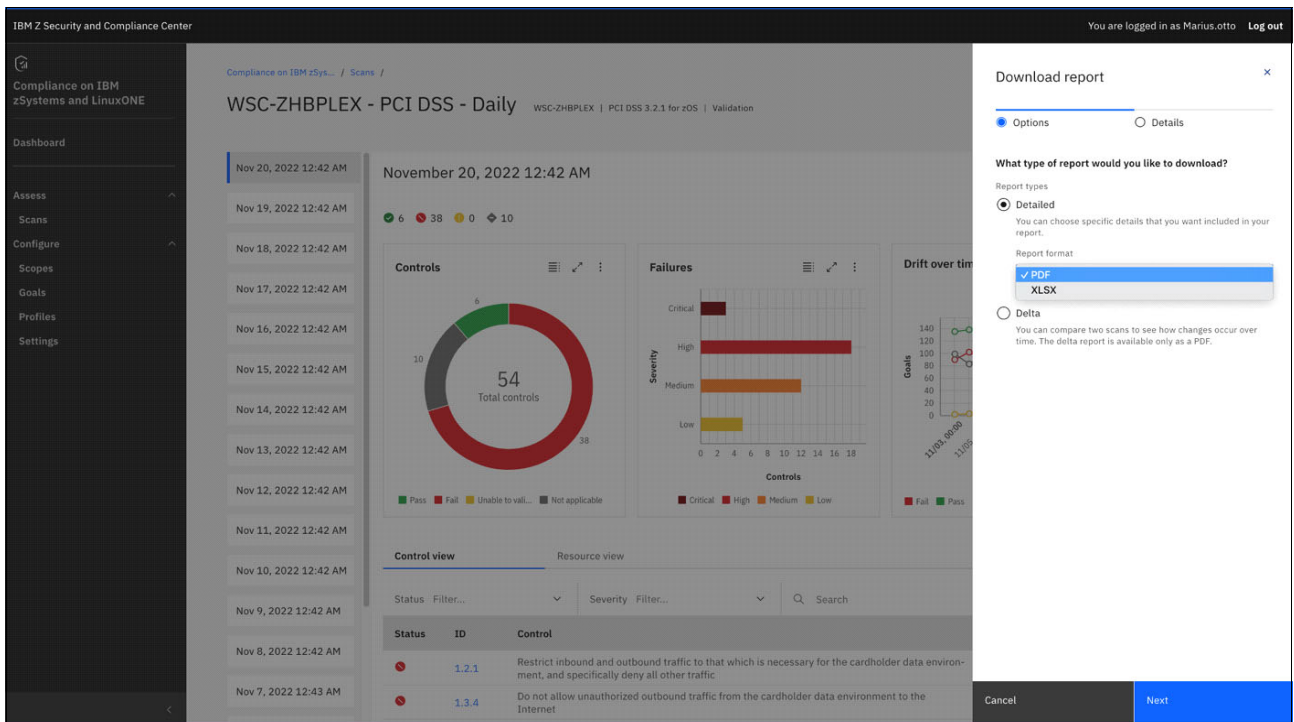 IBM Z Security and Compliance Center
You are logged in as Marius.otto Log out
Compliance on IBM
zSystems and LinuxONE
Dashboard
Assess
Scans
Configure
Scopes
Goals
Profiles
Settings
Compliance on IBM zSys... / Scans /
WSC-ZHBPLEX - PCI DSS - Daily WSC-ZHBPLEX | PCI DSS 3.2.1 for zOS | Validation
Nov 20, 2022 12:42 AM
Nov 19, 2022 12:42 AM
Nov 18, 2022 12:42 AM
Nov 17, 2022 12:42 AM
Nov 16, 2022 12:42 AM
Nov 15, 2022 12:42 AM
Nov 14, 2022 12:42 AM
Nov 13, 2022 12:42 AM
Nov 12, 2022 12:42 AM
Nov 11, 2022 12:42 AM
Nov 10, 2022 12:42 AM
Nov 9, 2022 12:42 AM
Nov 8, 2022 12:42 AM
Nov 7, 2022 12:43 AM
November 20, 2022 12:42 AM
6 38 0 10
Controls
6
10
54
Total controls
38
Pass Fail Unable to vali... Not applicable
Failures
Severity
Critical
High
Medium
Low
0 2 4 6 8 10 12 14 16 18
Controls
Critical High Medium Low
Drift over tim
Goals
140
120
100
80
60
40
20
0
11/03, 00:00
11/05
Fail Pass
Control view Resource view
Status Filter... Severity Filter... Search
Status ID Control
1.2.1 Restrict inbound and outbound traffic to that which is necessary for the cardholder data environ-
ment, and specifically deny all other traffic
1.3.4 Do not allow unauthorized outbound traffic from the cardholder data environment to the
Internet
Download report
Options Details
What type of report would you like to download?
Report types
Detailed
You can choose specific details that you want included in your
report.
Report format
PDF
XLSX
Delta
You can compare two scans to see how changes occur over
time. The delta report is available only as a PDF.
Cancel Next